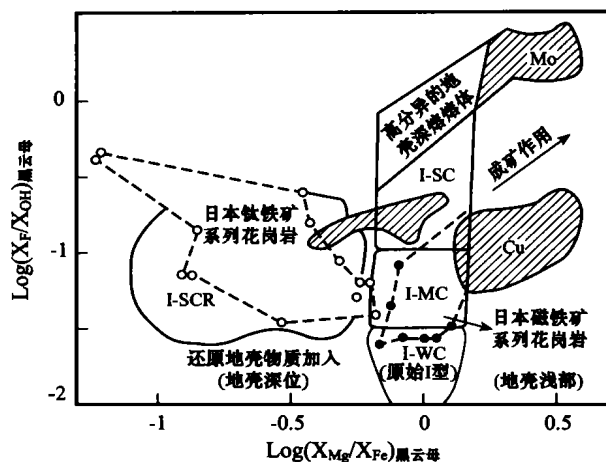 Log(X_F/X_OH)黑云母
0
-1
-2
Mo
高分异的地
壳深熔熔体
成矿作用
I-SC
日本钛铁矿
系列花岗岩
Cu
I-SCR
I-MC
日本磁铁矿
系列花岗岩
还原地壳物质加入
(地壳深位)
I-WC
(原始I型)
(地壳浅部)
-1
-0.5
0
0.5
Log(X_Mg/X_Fe)黑云母